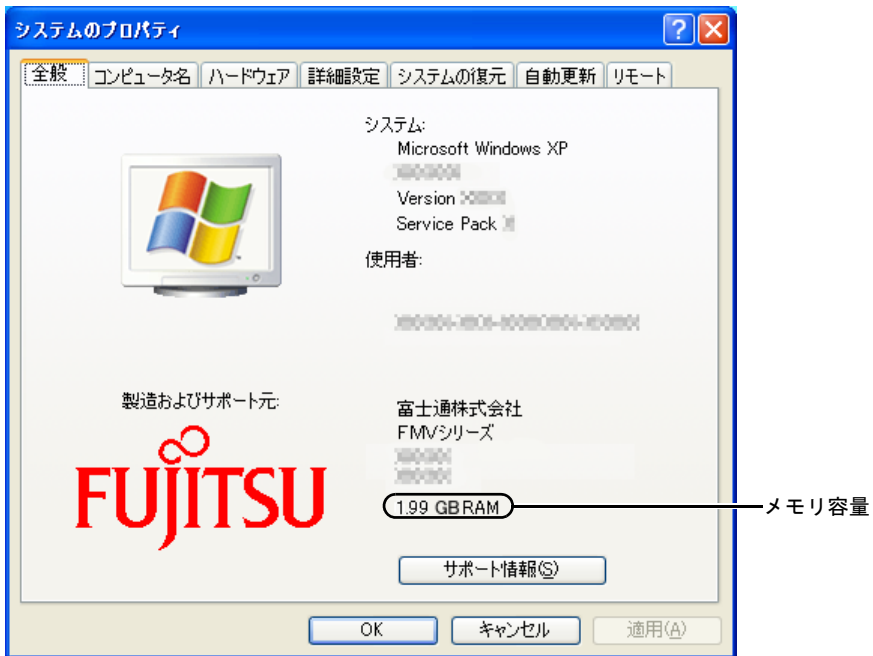 システムのプロパティ
全般 コンピュータ名 ハードウェア 詳細設定 システムの復元 自動更新 リモート
システム:
Microsoft Windows XP
Version
Service Pack
使用者:
製造およびサポート元:
富士通株式会社
FMVシリーズ
FUJITSU
1.99 GB RAM
メモリ容量
サポート情報(S)
OK キャンセル 適用(A)